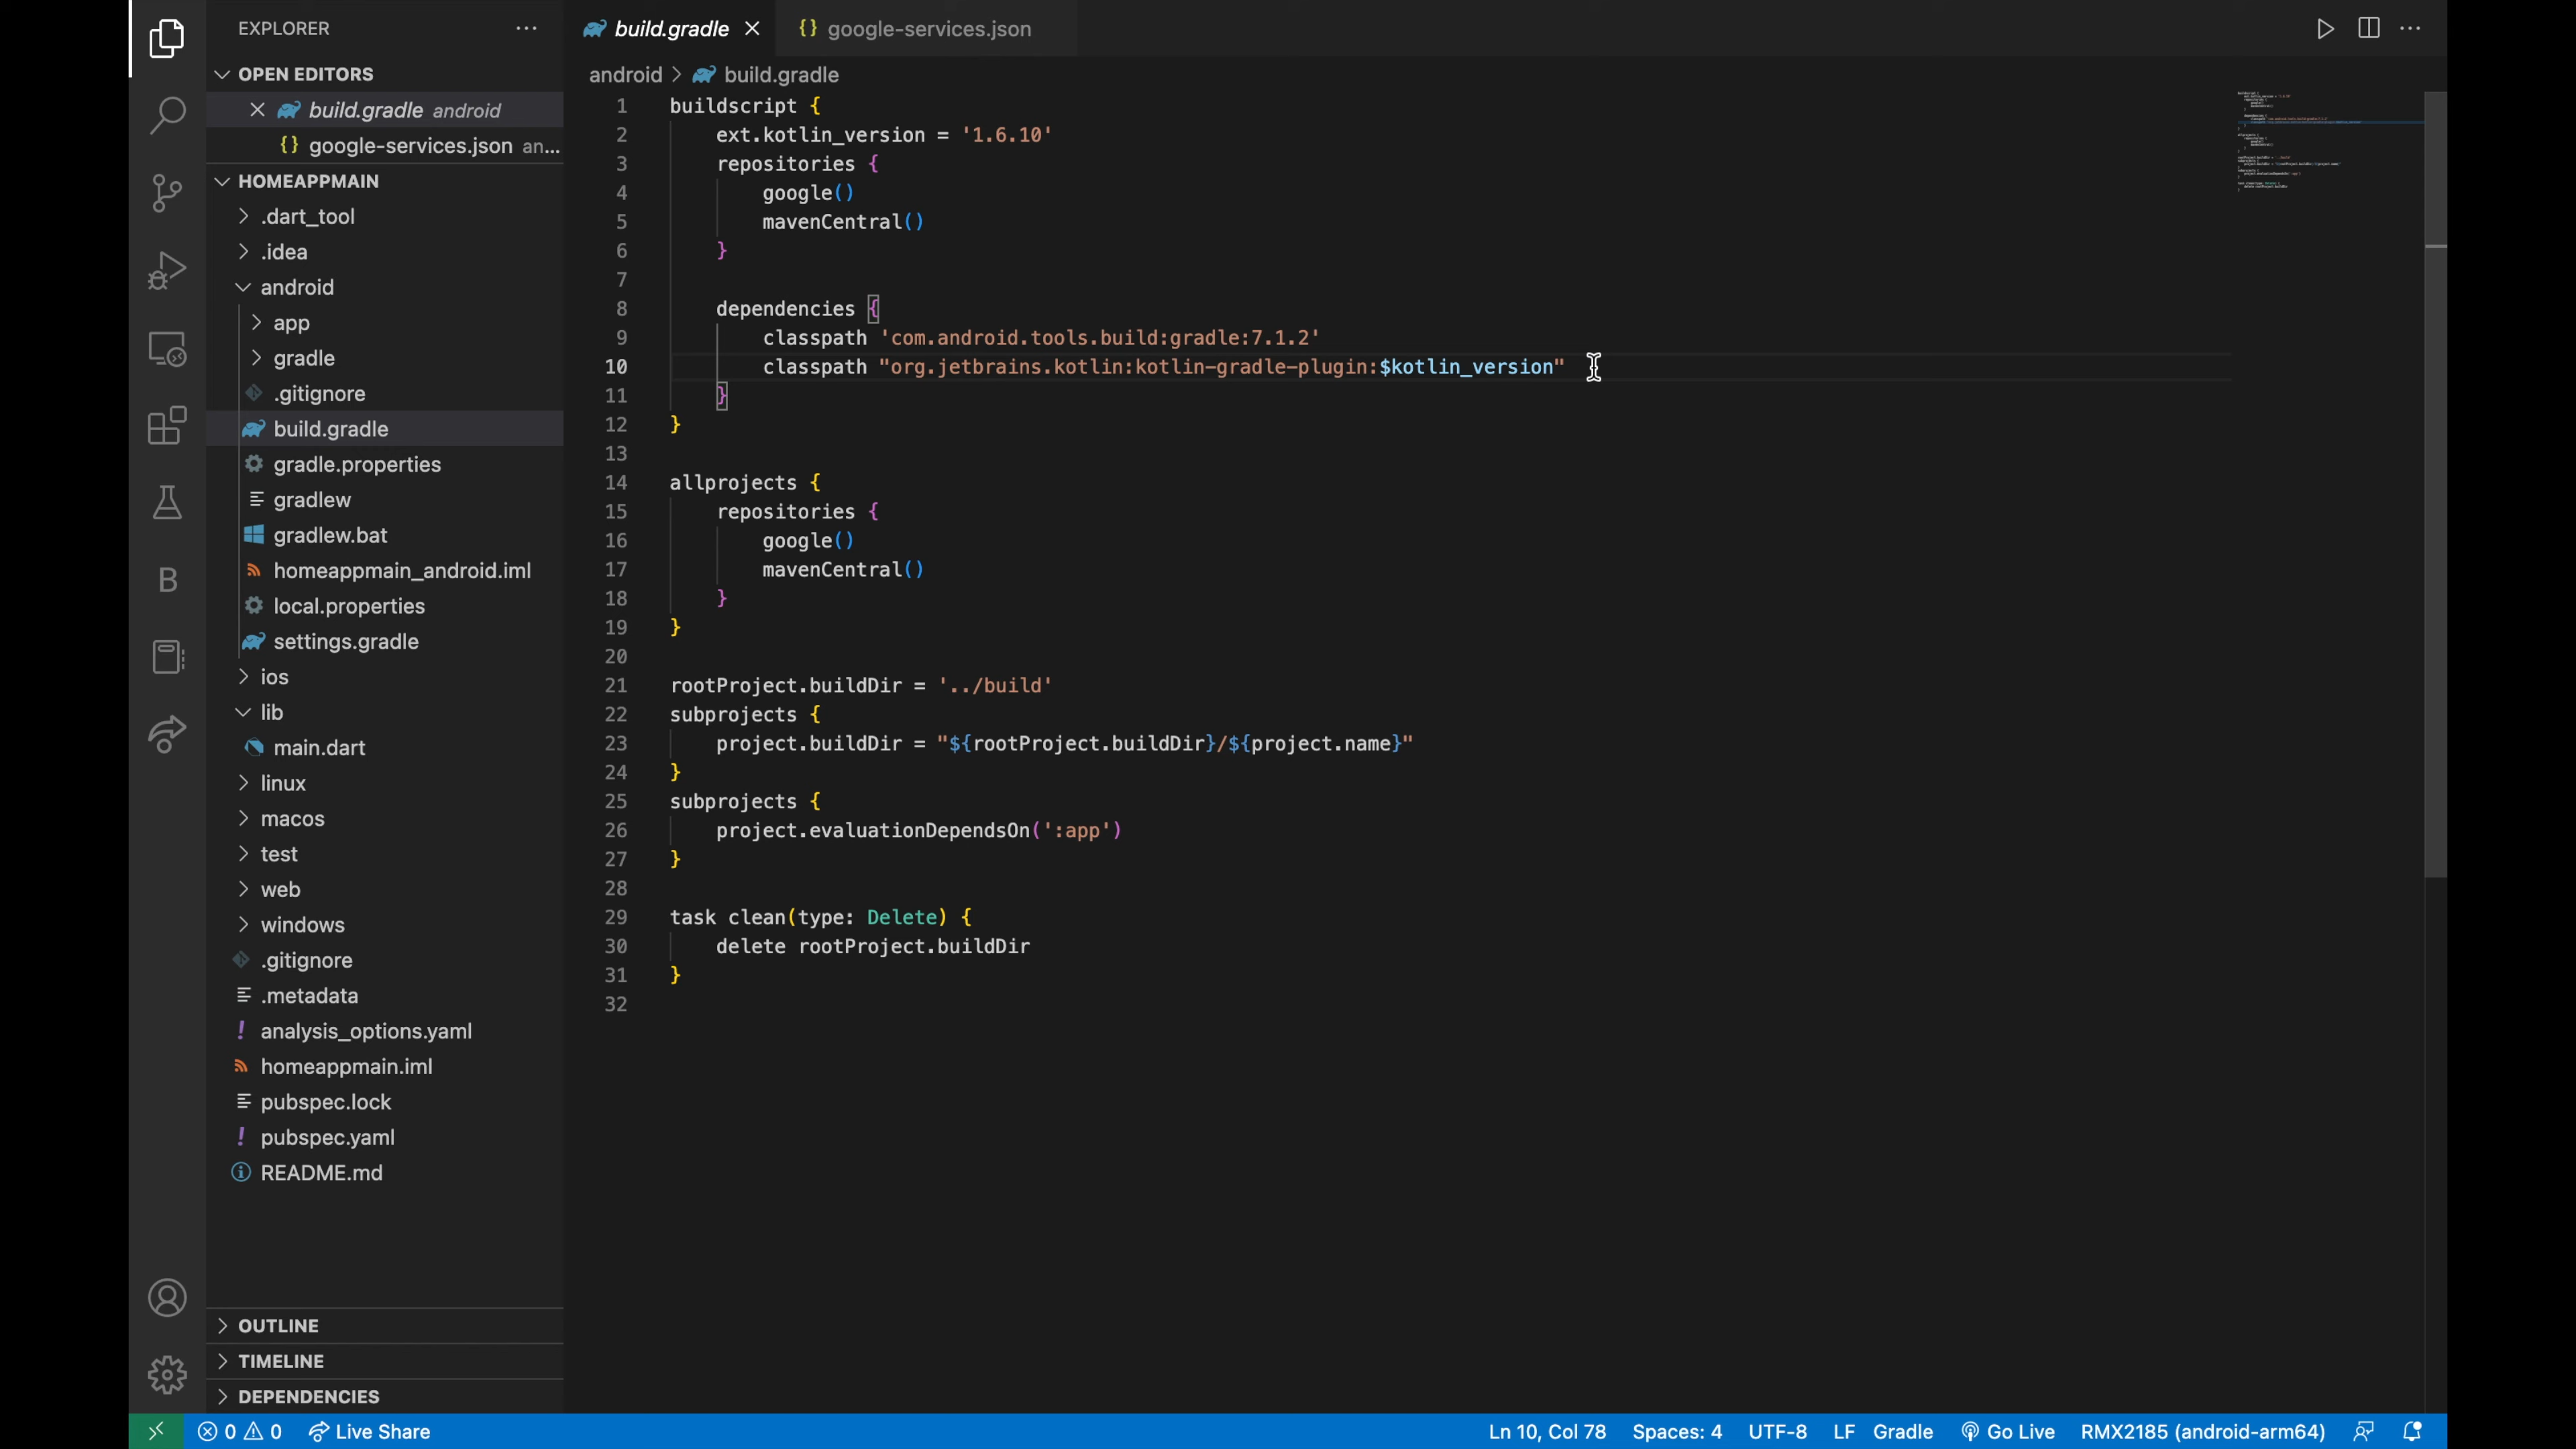 EXPLORER
OPEN EDITORS
build.gradle android
{} google-services.json an...
HOMEAPPMAIN
.dart_tool
.idea
android
app
gradle
.gitignore
build.gradle
gradle.properties
gradlew
gradlew.bat
homeappmain_android.iml
local.properties
settings.gradle
ios
lib
main.dart
linux
macos
test
web
windows
.gitignore
.metadata
! analysis_options.yaml
homeappmain.iml
pubspec.lock
! pubspec.yaml
README.md
OUTLINE
TIMELINE
DEPENDENCIES
B
build.gradle
{} google-services.json
android > build.gradle
1 buildscript {
2 ext.kotlin_version = '1.6.10'
3 repositories {
4 google()
5 mavenCentral()
6 }
7
8 dependencies {
9 classpath 'com.android.tools.build:gradle:7.1.2'
10 classpath "org.jetbrains.kotlin:kotlin-gradle-plugin:$kotlin_version"
11 }
12 }
13
14 allprojects {
15 repositories {
16 google()
17 mavenCentral()
18 }
19 }
20
21 rootProject.buildDir = '../build'
22 subprojects {
23 project.buildDir = "${rootProject.buildDir}/${project.name}"
24 }
25 subprojects {
26 project.evaluationDependsOn(':app')
27 }
28
29 task clean(type: Delete) {
30 delete rootProject.buildDir
31 }
32
0 0 Live Share Ln 10, Col 78 Spaces: 4 UTF-8 LF Gradle Go Live RMX2185 (android-arm64)